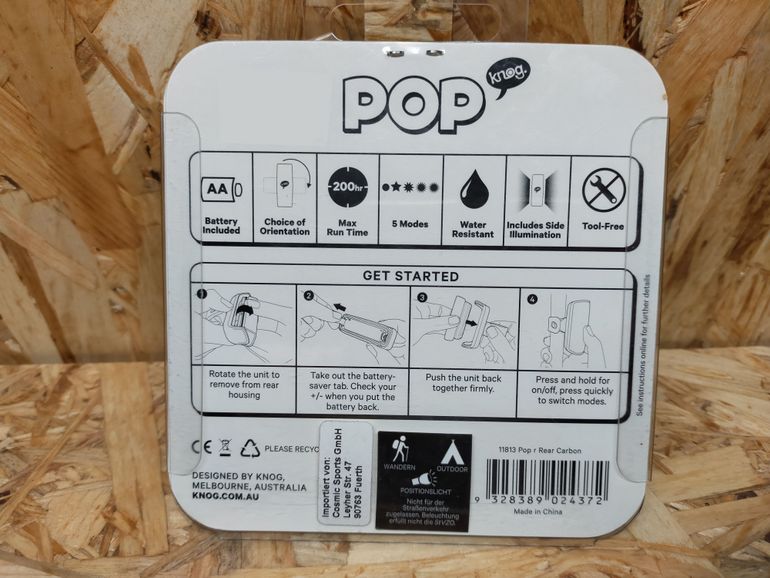 POP
knog.
AA
200hr
Battery
Included
Choice of
Orientation
Max
Run Time
5 Modes
Water
Resistant
Includes Side
Illumination
Tool-Free
GET STARTED
1
2
3
4
Rotate the unit to
remove from rear
housing
Take out the battery-
saver tab. Check your
+/- when you put the
battery back.
Push the unit back
together firmly.
Press and hold for
on/off, press quickly
to switch modes.
See instructions online for further details
CE
PLEASE RECYC
DESIGNED BY KNOG,
MELBOURNE, AUSTRALIA
KNOG.COM.AU
Importiert von:
Cosmic Sports GmbH
Leyher Str. 47
90763 Fuerth
WANDERN
OUTDOOR
POSITIONSLICHT
Nicht für der
Straßenverkehr
zugelassen. Beleuchtung
erfüllt nicht die StVZO.
11813 Pop r Rear Carbon
9 328389 024372
Made in China